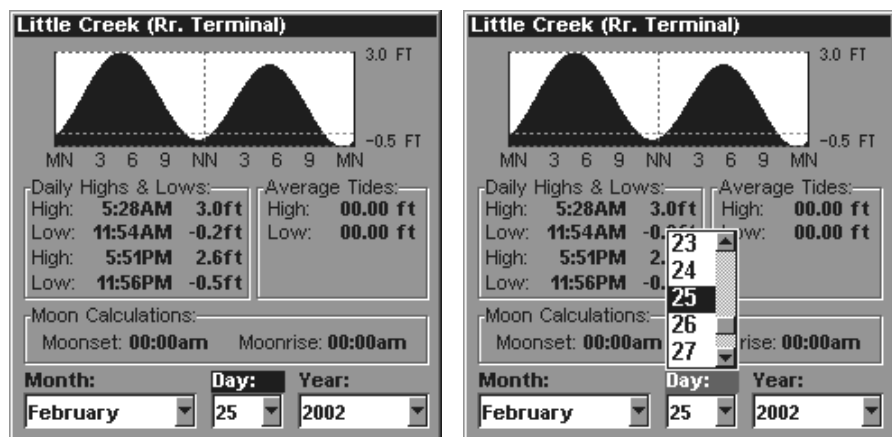 Little Creek (Rr. Terminal)
3.0 FT
-0.5 FT
MN 3 6 9 NN 3 6 9 MN
Daily Highs & Lows:
High: 5:28AM 3.0ft
Low: 11:54AM -0.2ft
High: 5:51PM 2.6ft
Low: 11:56PM -0.5ft
Average Tides:
High: 00.00 ft
Low: 00.00 ft
Moon Calculations:
Moonset: 00:00am Moonrise: 00:00am
Month: Day: Year:
February 25 2002
Little Creek (Rr. Terminal)
3.0 FT
-0.5 FT
MN 3 6 9 NN 3 6 9 MN
Daily Highs & Lows:
High: 5:28AM 3.0ft
Low: 11:54AM
High: 5:51PM
Low: 11:56PM
Average Tides:
High: 00.00 ft
00.00 ft
23
24
25
26
27
Moon Calculations:
Moonset: 00:00am rise: 00:00am
Month: Day: Year:
February 25 2002